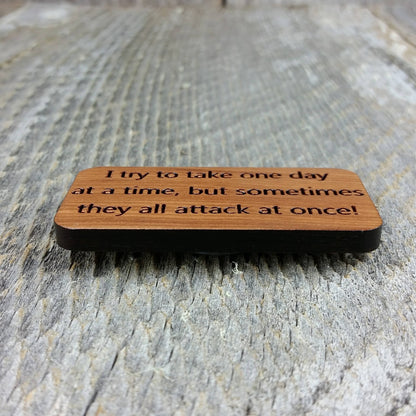 I try to take one day
at a time, but sometimes
they all attack at once!